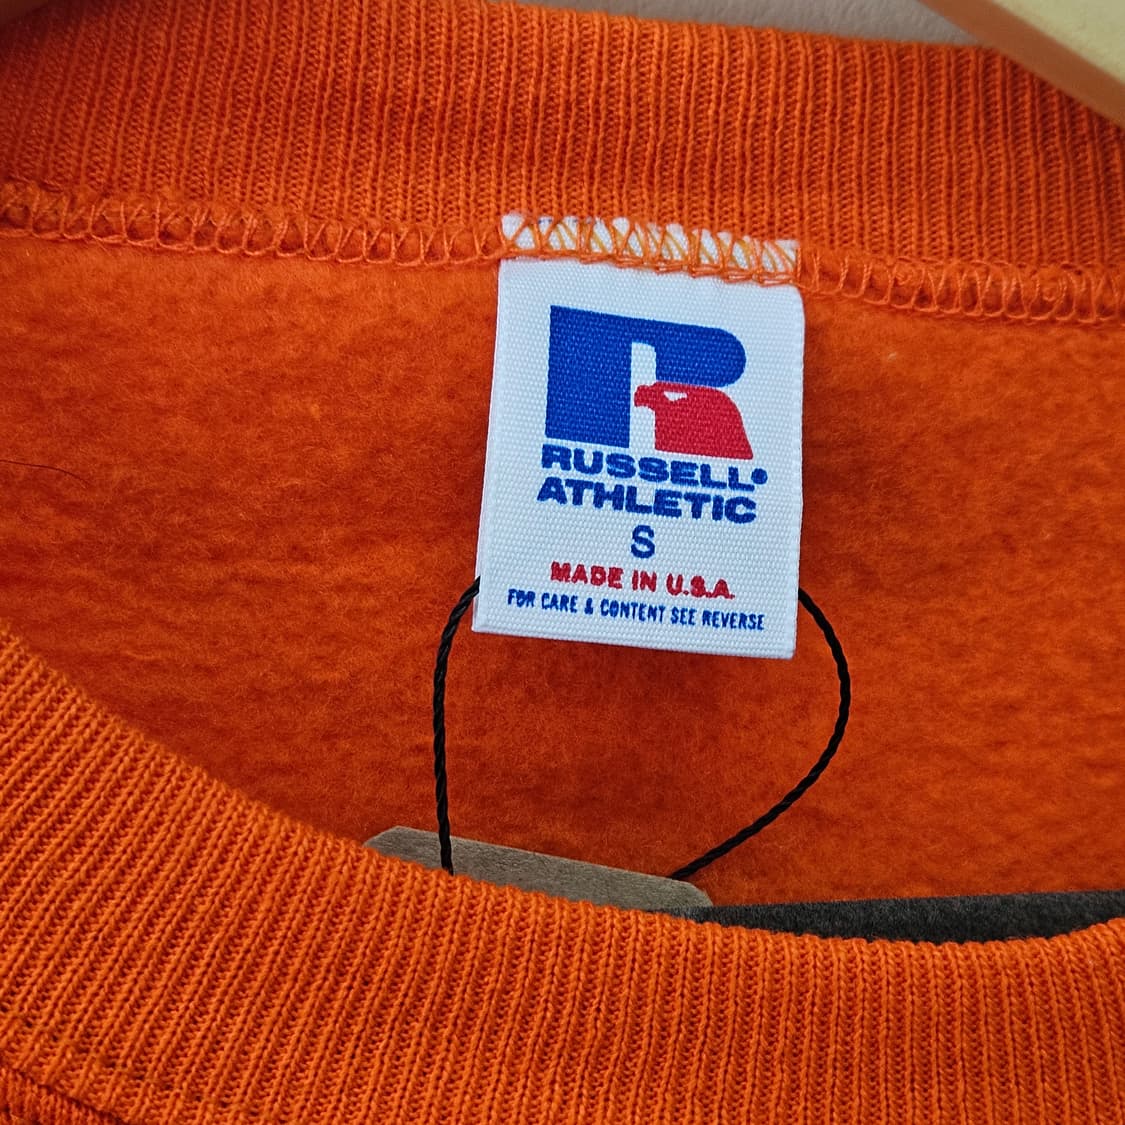 R
RUSSELL®
ATHLETIC
S
MADE IN U.S.A.
FOR CARE & CONTENT SEE REVERSE